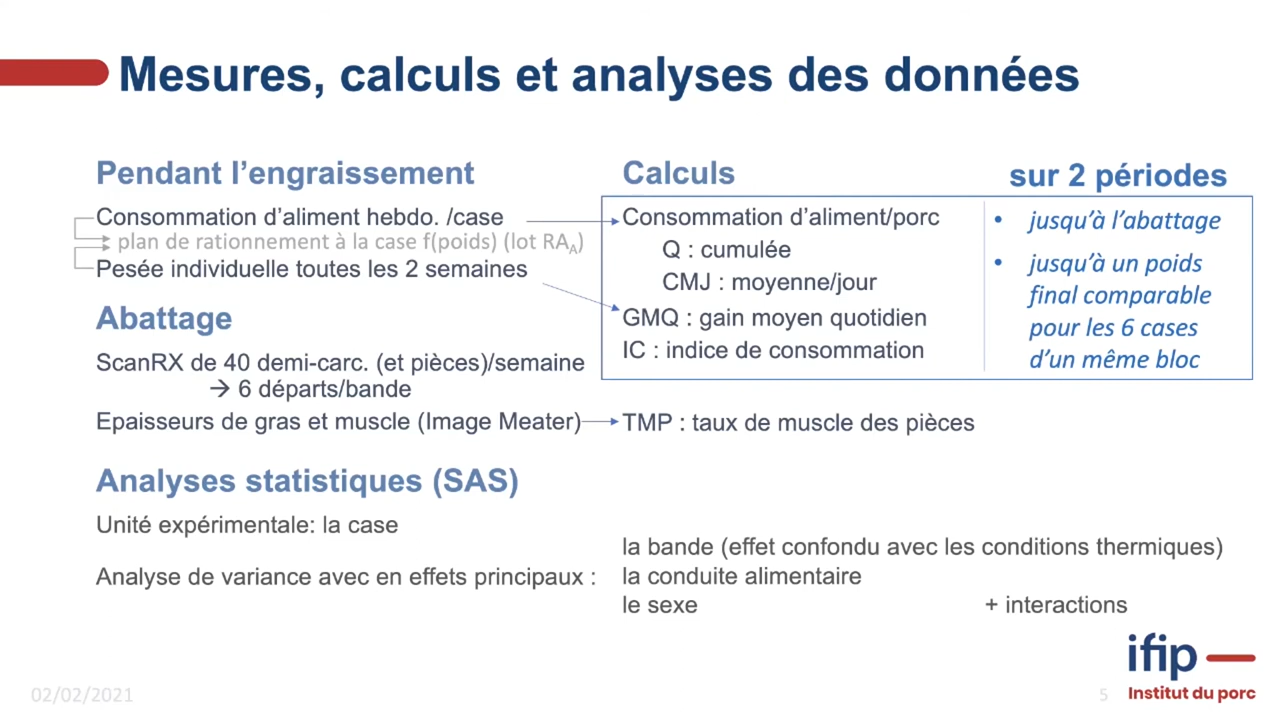 Mesures, calculs et analyses des données
Pendant l'engraissement
Consommation d'aliment hebdo. /case
plan de rationnement à la case f(poids) (lot RAA)
Pesée individuelle toutes les 2 semaines
Abattage
ScanRX de 40 demi-carc. (et pièces)/semaine
→ 6 départs/bande
Epaisseurs de gras et muscle (Image Meater)
Calculs
Consommation d'aliment/porc
Q : cumulée
CMJ : moyenne/jour
GMQ : gain moyen quotidien
IC : indice de consommation
TMP : taux de muscle des pièces
sur 2 périodes
• jusqu'à l'abattage
• jusqu'à un poids
final comparable
pour les 6 cases
d'un même bloc
Analyses statistiques (SAS)
Unité expérimentale: la case
Analyse de variance avec en effets principaux :
la bande (effet confondu avec les conditions thermiques)
la conduite alimentaire
le sexe
+ interactions
02/02/2021
5
ifip
Institut du porc